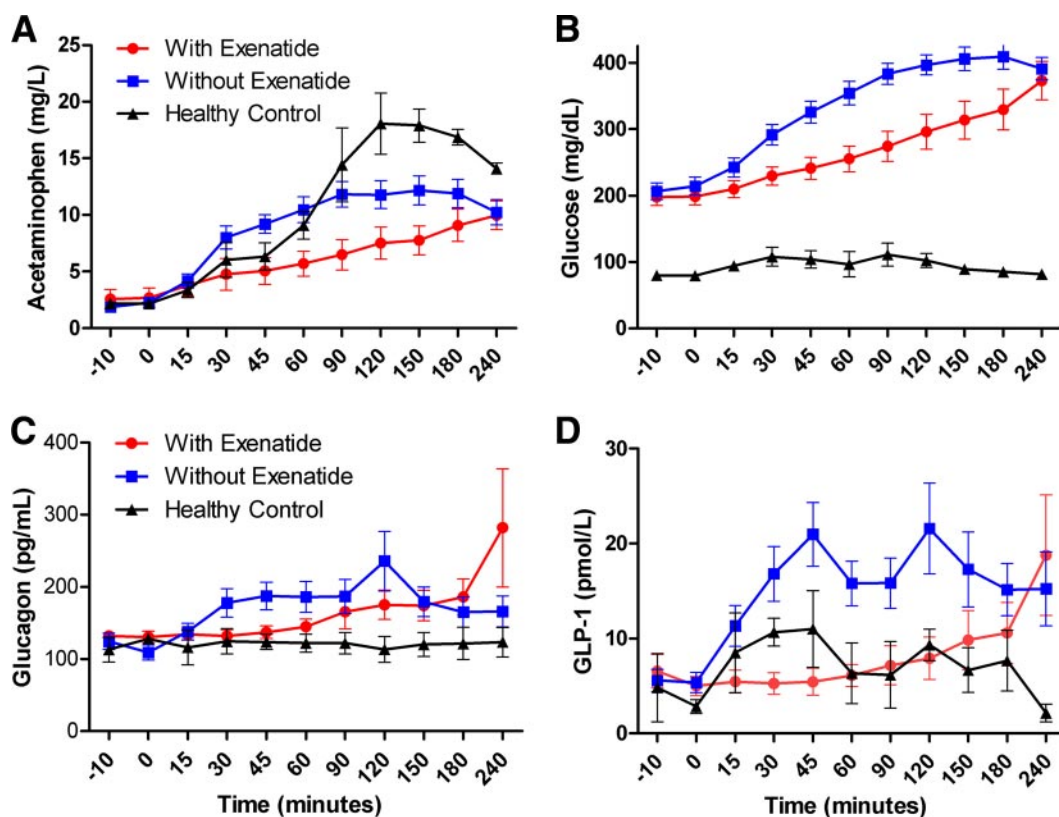 A
With Exenatide
Without Exenatide
Healthy Control
Acetaminophen (mg/L)
25
20
15
10
5
0
-10 0 15 30 45 60 90 120 150 180 240
B
Glucose (mg/dL)
400
300
200
100
0
-10 0 15 30 45 60 90 120 150 180 240
C
With Exenatide
Without Exenatide
Healthy Control
Glucagon (pg/mL)
400
300
200
100
0
-10 0 15 30 45 60 90 120 150 180 240
Time (minutes)
D
GLP-1 (pmol/L)
30
20
10
0
-10 0 15 30 45 60 90 120 150 180 240
Time (minutes)